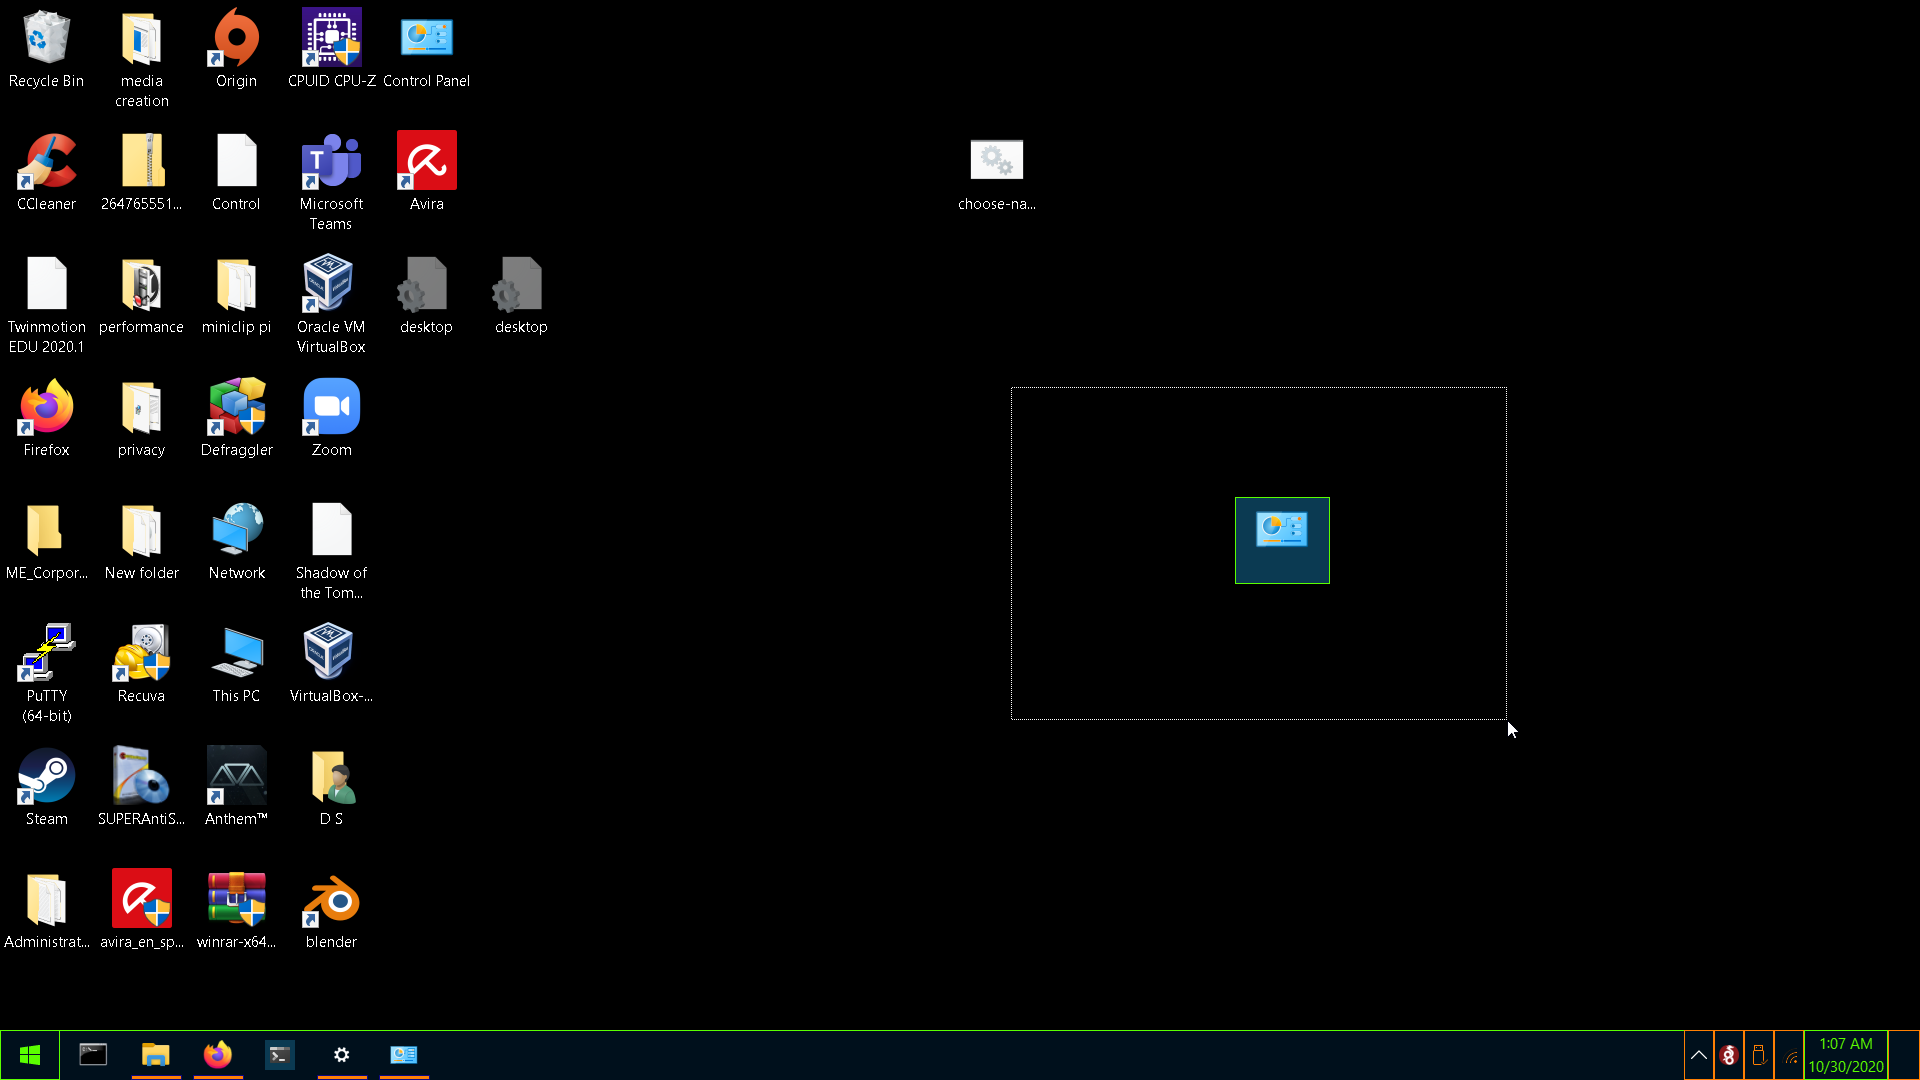 Recycle Bin
media
creation
Origin
CPUID CPU-Z
Control Panel
CCleaner
264765551...
Control
Microsoft
Teams
Avira
choose-na...
Twinmotion
EDU 2020.1
performance
miniclip pi
Oracle VM
VirtualBox
desktop
desktop
Firefox
privacy
Defraggler
Zoom
ME_Corpor...
New folder
Network
Shadow of
the Tom...
PuTTY
(64-bit)
Recuva
This PC
VirtualBox-...
Steam
SUPERAntiS...
Anthem™
D S
Administrat...
avira_en_sp...
winrar-x64...
blender
1:07 AM
10/30/2020